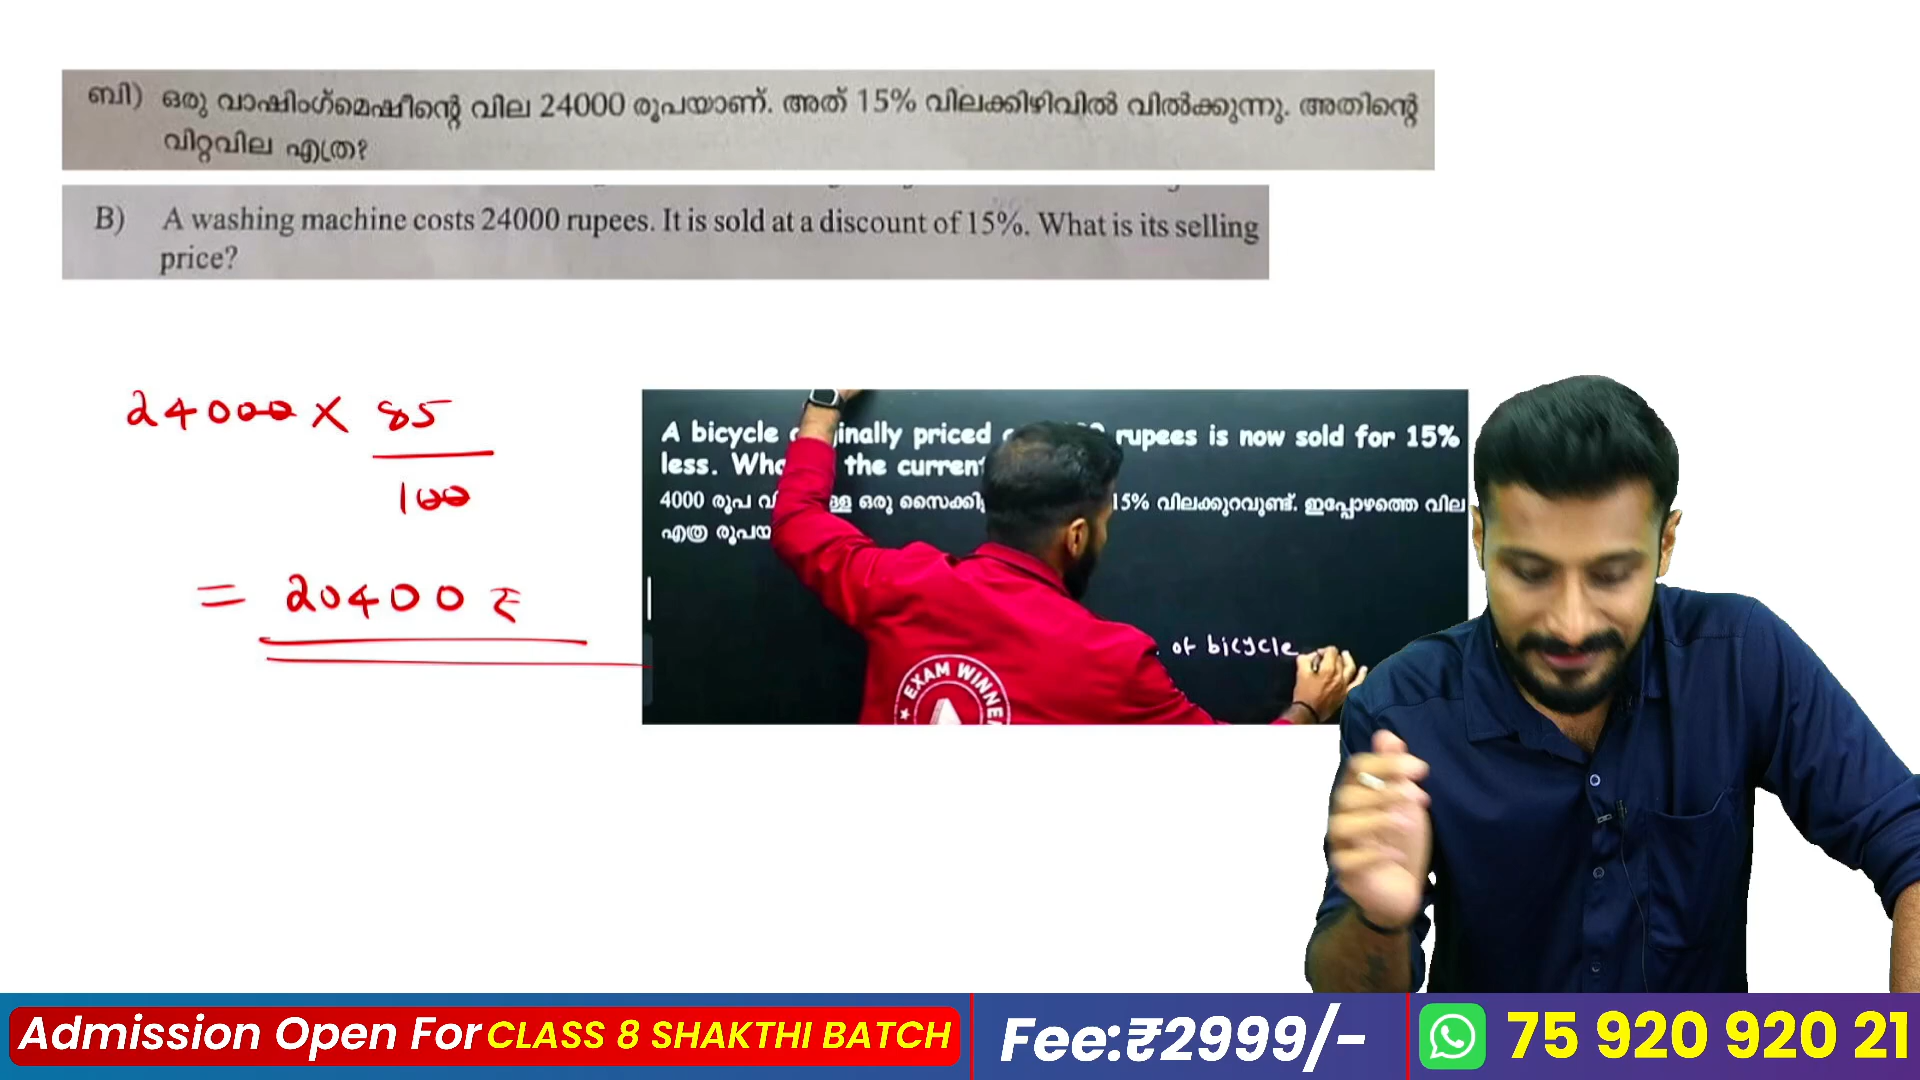 ബി) ഒരു വാഷിംഗ്മെഷീന്റെ വില 24000 രൂപയാണ്. അത് 15% വിലക്കിഴിവിൽ വിൽക്കുന്നു. അതിന്റെ
വിറ്റവില എത്ര?
B) A washing machine costs 24000 rupees. It is sold at a discount of 15%. What is its selling
price?
24000 × 85
100
= 20400 ₹
A bicycle priced rupees is now sold for 15%
less. the
4000 രൂപ ഒരു 15% വിലക്കുറവുണ്ട്. ഇപ്പോഴത്തെ വില
എത്ര
of bicycle
EXAM
Admission Open For CLASS 8 SHAKTHI BATCH
Fee:₹2999/-
75 920 920 21